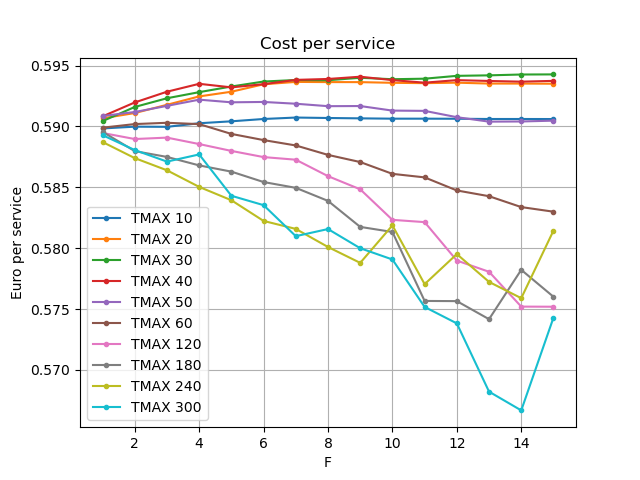 Cost per service
Euro per service
0.595
0.590
0.585
0.580
0.575
0.570
TMAX 10
TMAX 20
TMAX 30
TMAX 40
TMAX 50
TMAX 60
TMAX 120
TMAX 180
TMAX 240
TMAX 300
2 4 6 8 10 12 14
F